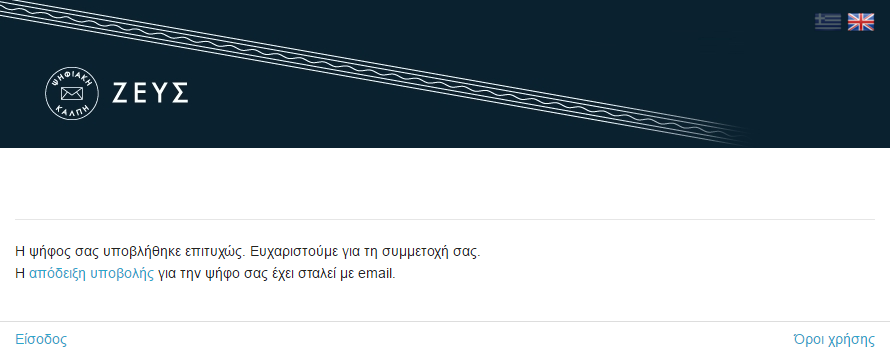 ΨΗΦΙΑΚΗ
ΚΑΛΠΗ
ΖΕΥΣ
Η ψήφος σας υποβλήθηκε επιτυχώς. Ευχαριστούμε για τη συμμετοχή σας.
Η απόδειξη υποβολής για την ψήφο σας έχει σταλεί με email.
Είσοδος
Όροι χρήσης